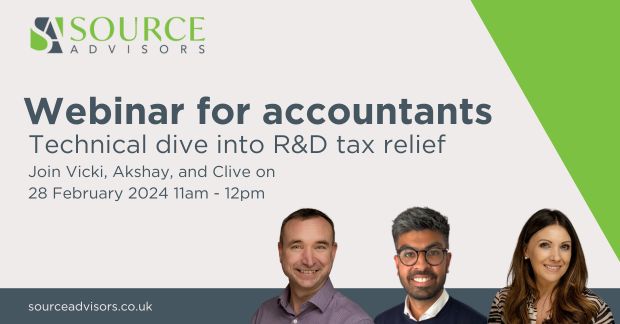 SOURCE
ADVISORS
Webinar for accountants
Technical dive into R&D tax relief
Join Vicki, Akshay, and Clive on
28 February 2024 11am - 12pm
sourceadvisors.co.uk